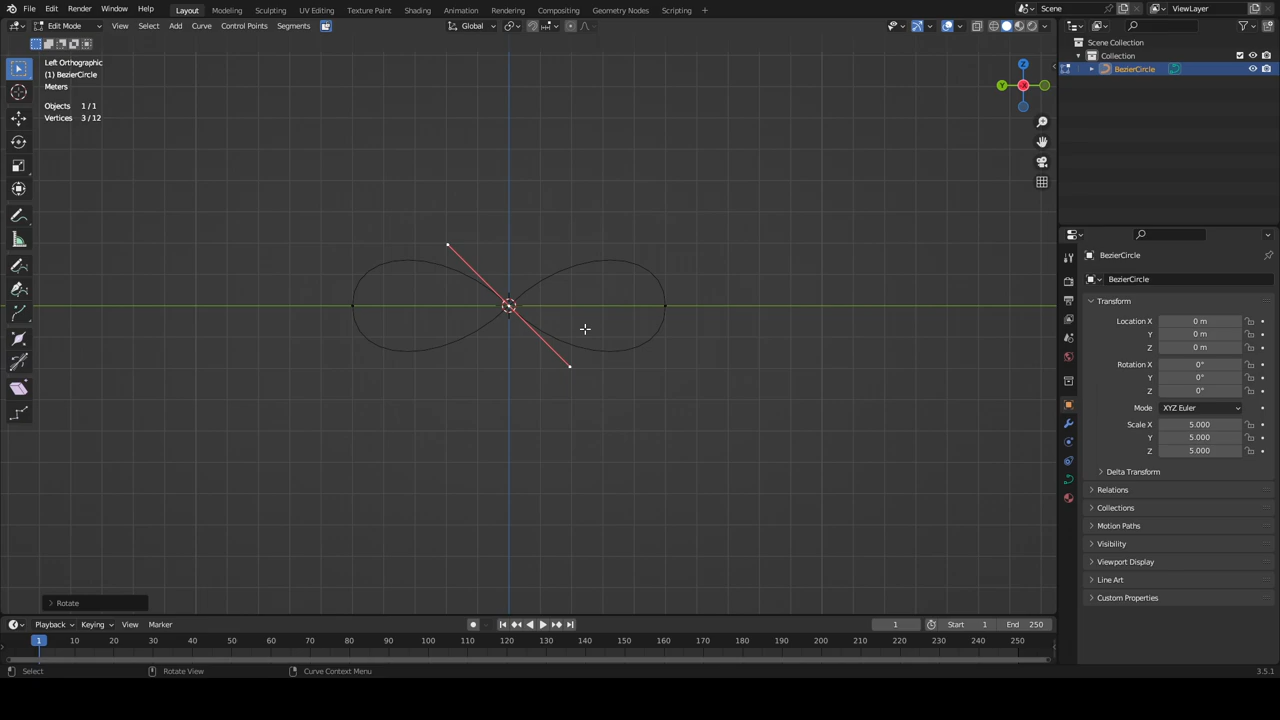 File Edit Render Window Help Layout Modeling Sculpting UV Editing Texture Paint Shading Animation Rendering Compositing Geometry Nodes Scripting + Scene ViewLayer
Edit Mode View Select Add Curve Control Points Segments Global
Left Orthographic
(1) BezierCircle
Meters
Objects 1 / 1
Vertices 3 / 12
Z
Y
X
Scene Collection
Collection
BezierCircle
BezierCircle
BezierCircle
Transform
Location X 0 m
Y 0 m
Z 0 m
Rotation X 0°
Y 0°
Z 0°
Mode XYZ Euler
Scale X 5.000
Y 5.000
Z 5.000
Delta Transform
Relations
Collections
Motion Paths
Visibility
Viewport Display
Line Art
Custom Properties
Rotate
Playback Keying View Marker 1 Start 1 End 250
1 10 20 30 40 50 60 70 80 90 100 110 120 130 140 150 160 170 180 190 200 210 220 230 240 250
Select Rotate View Curve Context Menu 3.5.1